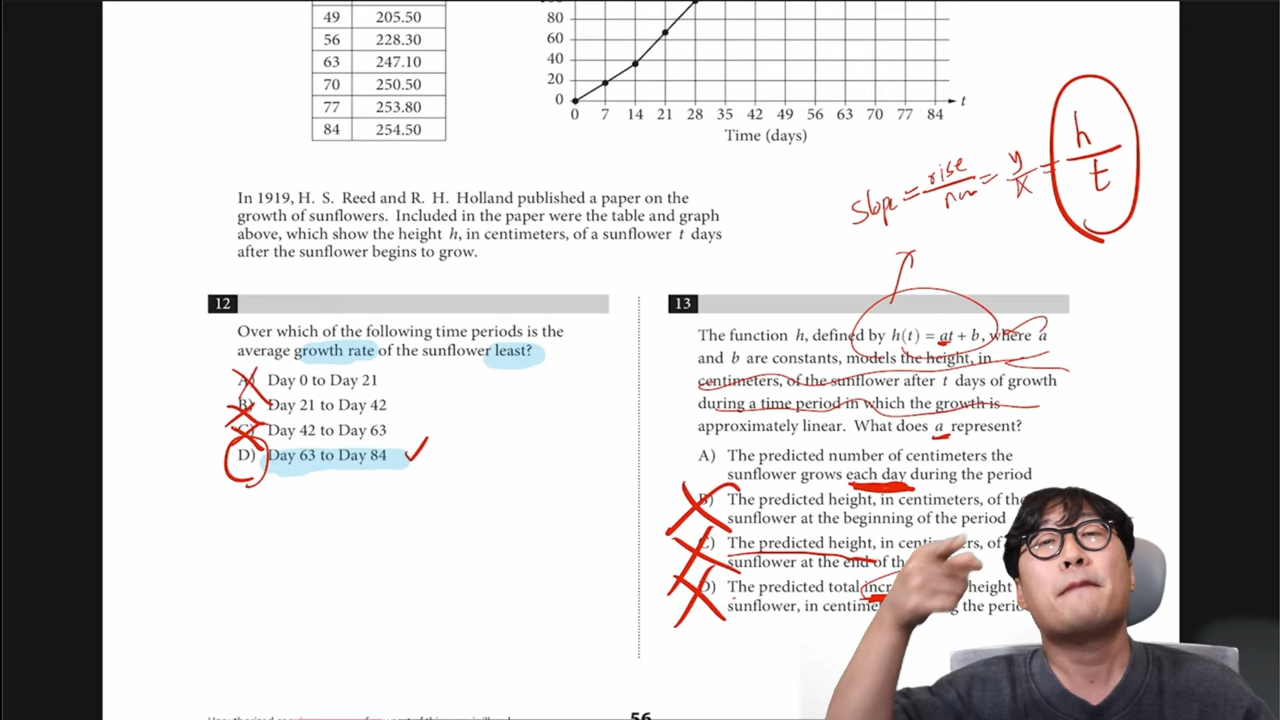 49 205.50
56 228.30
63 247.10
70 250.50
77 253.80
84 254.50
80
60
40
20
0
0 7 14 21 28 35 42 49 56 63 70 77 84 t
Time (days)
slope = rise/run = y/x = h/t
In 1919, H. S. Reed and R. H. Holland published a paper on the
growth of sunflowers. Included in the paper were the table and graph
above, which show the height h, in centimeters, of a sunflower t days
after the sunflower begins to grow.
12
Over which of the following time periods is the
average growth rate of the sunflower least?
A) Day 0 to Day 21
B) Day 21 to Day 42
C) Day 42 to Day 63
D) Day 63 to Day 84
13
The function h, defined by h(t) = at + b, where a
and b are constants, models the height, in
centimeters, of the sunflower after t days of growth
during a time period in which the growth is
approximately linear. What does a represent?
A) The predicted number of centimeters the
sunflower grows each day during the period
B) The predicted height, in centimeters, of the
sunflower at the beginning of the period
C) The predicted height, in of
sunflower at the end of
D) The predicted total height
sunflower, in the
56